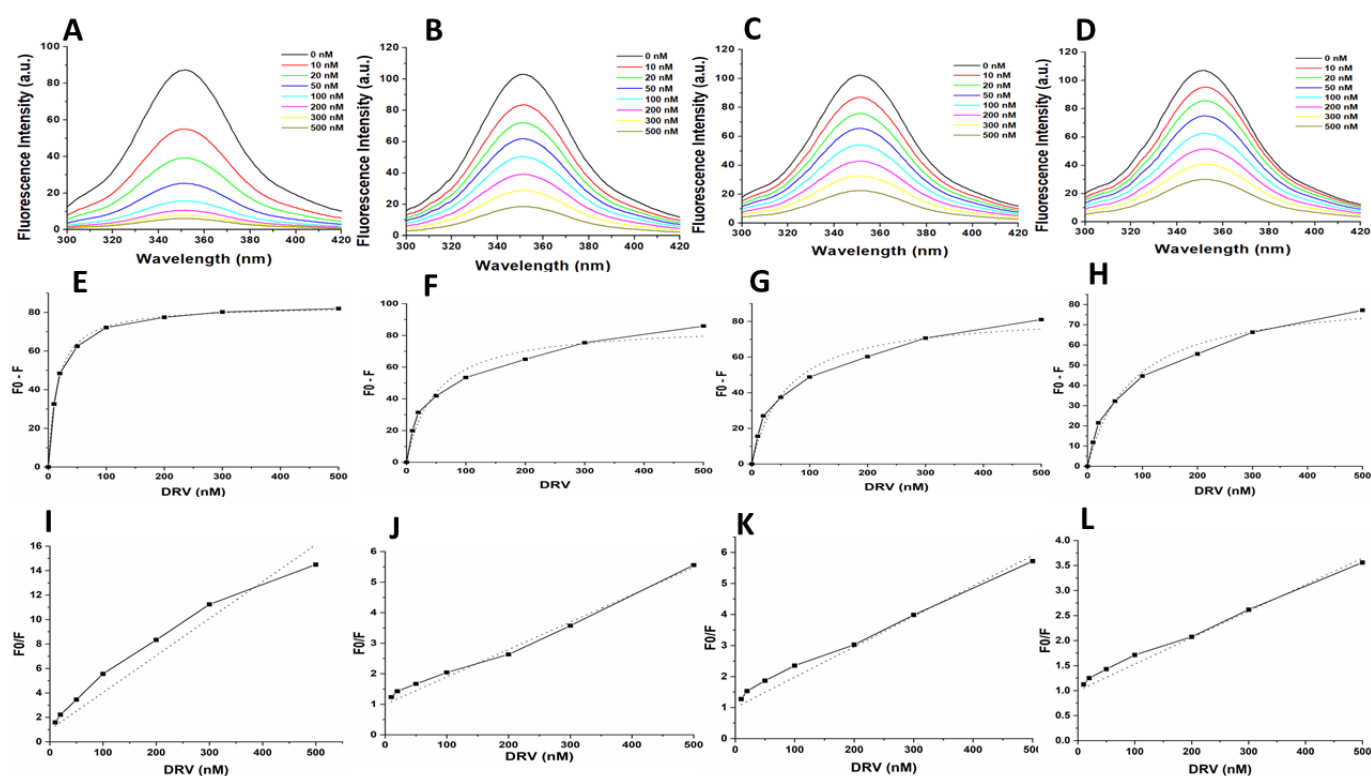 A
B
C
D
Fluorescence Intensity (a.u.)
100
80
60
40
20
0
300 320 340 360 380 400 420
Wavelength (nm)
0 nM
10 nM
20 nM
50 nM
100 nM
200 nM
300 nM
500 nM
Fluorescence Intensity (a.u.)
120
100
80
60
40
20
0
300 320 340 360 380 400 420
Wavelength (nm)
0 nM
10 nM
20 nM
50 nM
100 nM
200 nM
300 nM
500 nM
Fluorescence Intensity (a.u.)
120
100
80
60
40
20
0
300 320 340 360 380 400 420
Wavelength (nm)
0 nM
10 nM
20 nM
50 nM
100 nM
200 nM
300 nM
500 nM
Fluorescence Intensity (a.u.)
120
100
80
60
40
20
0
300 320 340 360 380 400 420
Wavelength (nm)
0 nM
10 nM
20 nM
50 nM
100 nM
200 nM
300 nM
500 nM
E
F
G
H
F0 - F
80
60
40
20
0
0 100 200 300 400 500
DRV (nM)
F0 - F
100
80
60
40
20
0
0 100 200 300 400 500
DRV
F0 - F
80
60
40
20
0
0 100 200 300 400 500
DRV (nM)
F0 - F
80
70
60
50
40
30
20
10
0
0 100 200 300 400 500
DRV (nM)
I
J
K
L
F0/F
16
14
12
10
8
6
4
2
0
0 100 200 300 400 500
DRV (nM)
F0/F
6
5
4
3
2
1
0
0 100 200 300 400 500
DRV (nM)
F0/F
6
5
4
3
2
1
0
0 100 200 300 400 500
DRV (nM)
F0/F
4.0
3.5
3.0
2.5
2.0
1.5
1.0
0.5
0.0
0 100 200 300 400 500
DRV (nM)